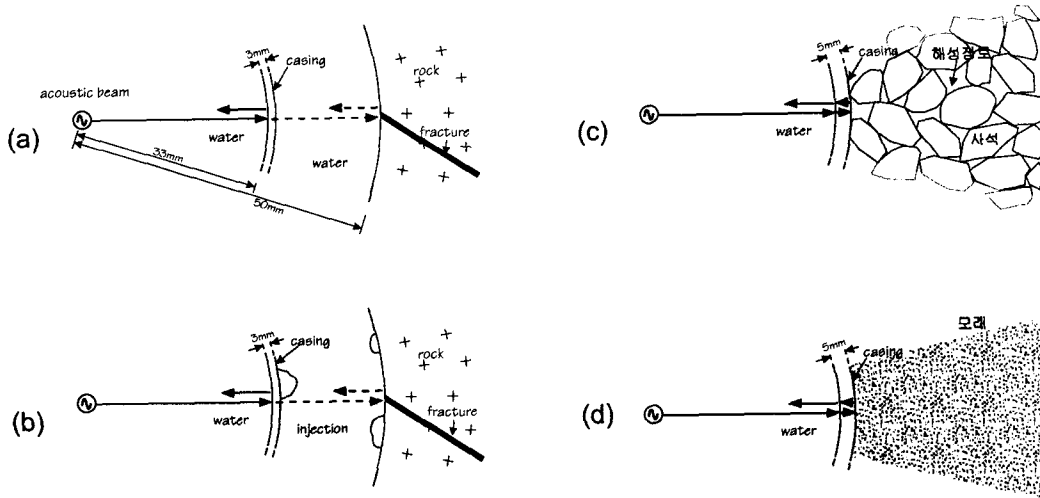 (a)
acoustic beam
3mm
casing
rock
water
fracture
water
33mm
50mm
(b)
3mm
casing
rock
fracture
water
injection
(c)
5mm
casing
해성점토
water
사석
(d)
모래
5mm
casing
water